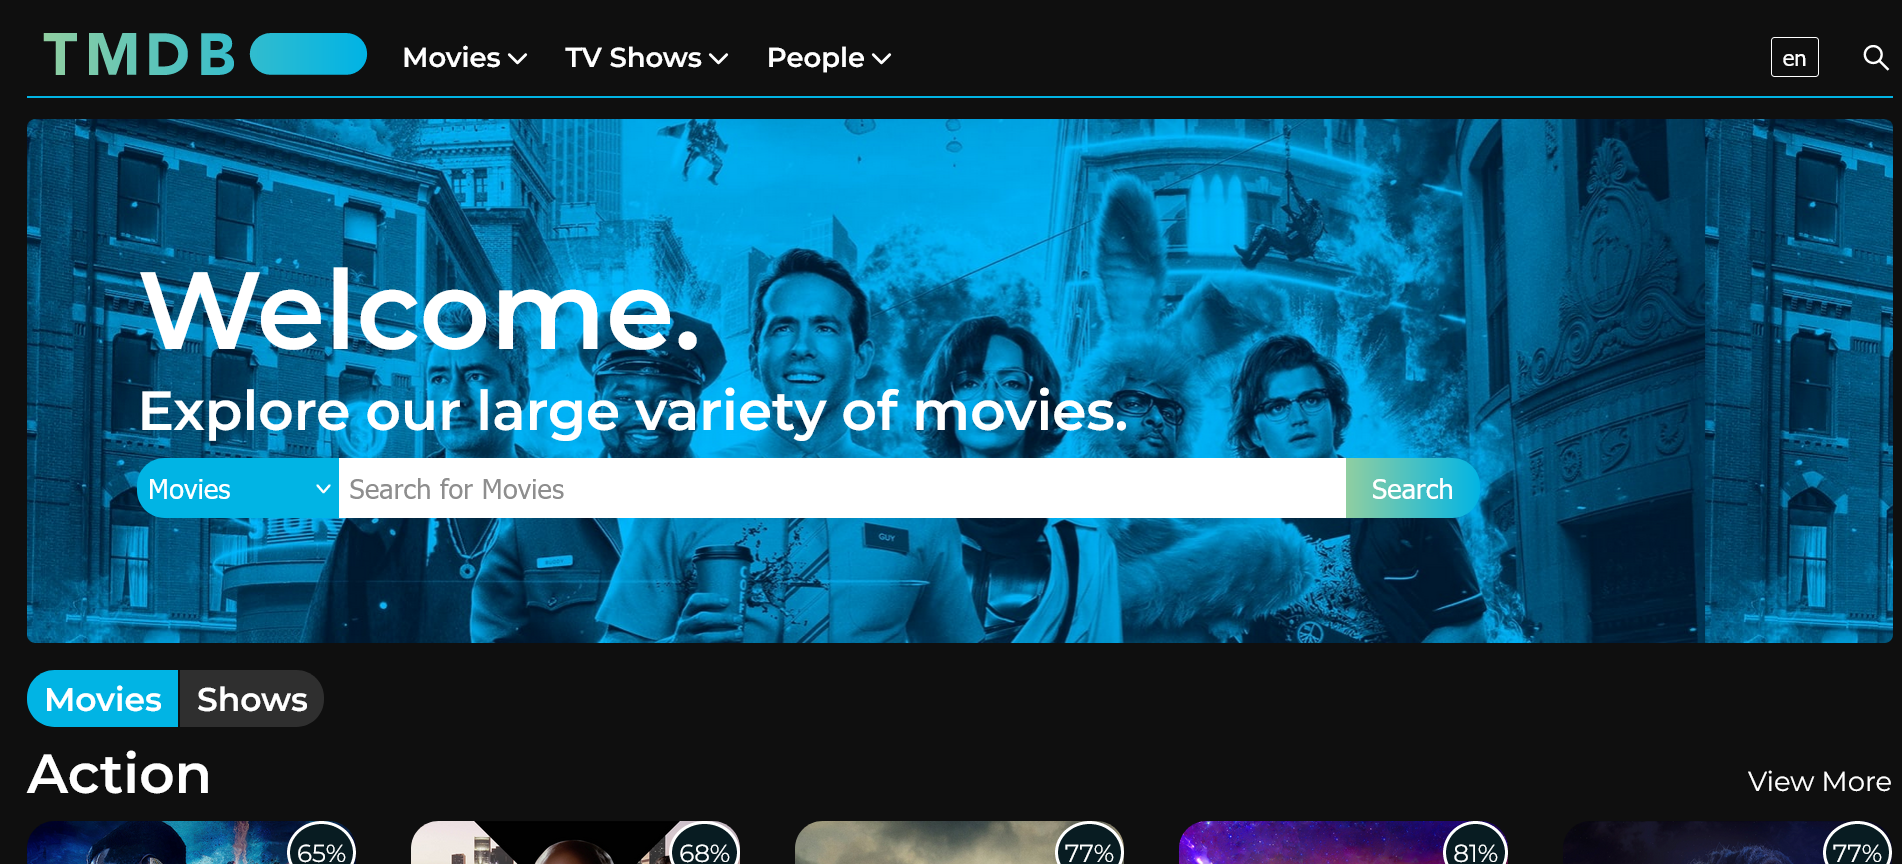 TMDB Movies TV Shows People en
Welcome.
Explore our large variety of movies.
Movies Search for Movies Search
GUY
Movies Shows
Action View More
65% 68% 77% 81% 77%